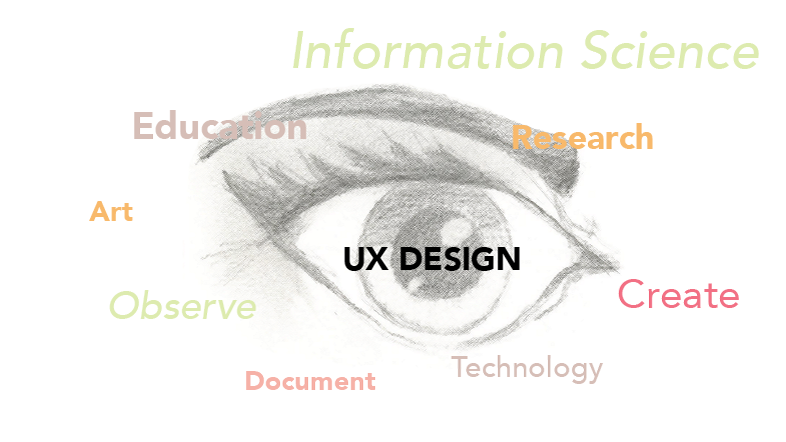 Information Science
Education
Research
Art
UX DESIGN
Observe
Create
Technology
Document